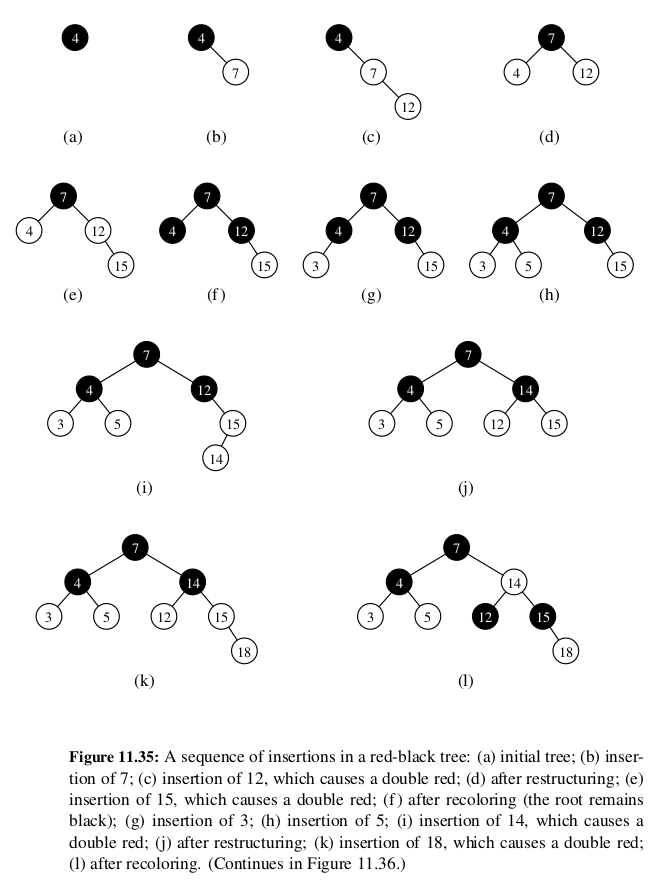 4 4 4 7
7 7 4 12
12
(a) (b) (c) (d)
7 7 7 7
4 12 4 12 4 12 4 12
15 15 3 15 3 5 15
(e) (f) (g) (h)
7 7
4 12 4 14
3 5 15 3 5 12 15
14
(i) (j)
7 7
4 14 4 14
3 5 12 15 3 5 12 15
18 18
(k) (l)
Figure 11.35: A sequence of insertions in a red-black tree: (a) initial tree; (b) inser-
tion of 7; (c) insertion of 12, which causes a double red; (d) after restructuring; (e)
insertion of 15, which causes a double red; (f) after recoloring (the root remains
black); (g) insertion of 3; (h) insertion of 5; (i) insertion of 14, which causes a
double red; (j) after restructuring; (k) insertion of 18, which causes a double red;
(l) after recoloring. (Continues in Figure 11.36.)